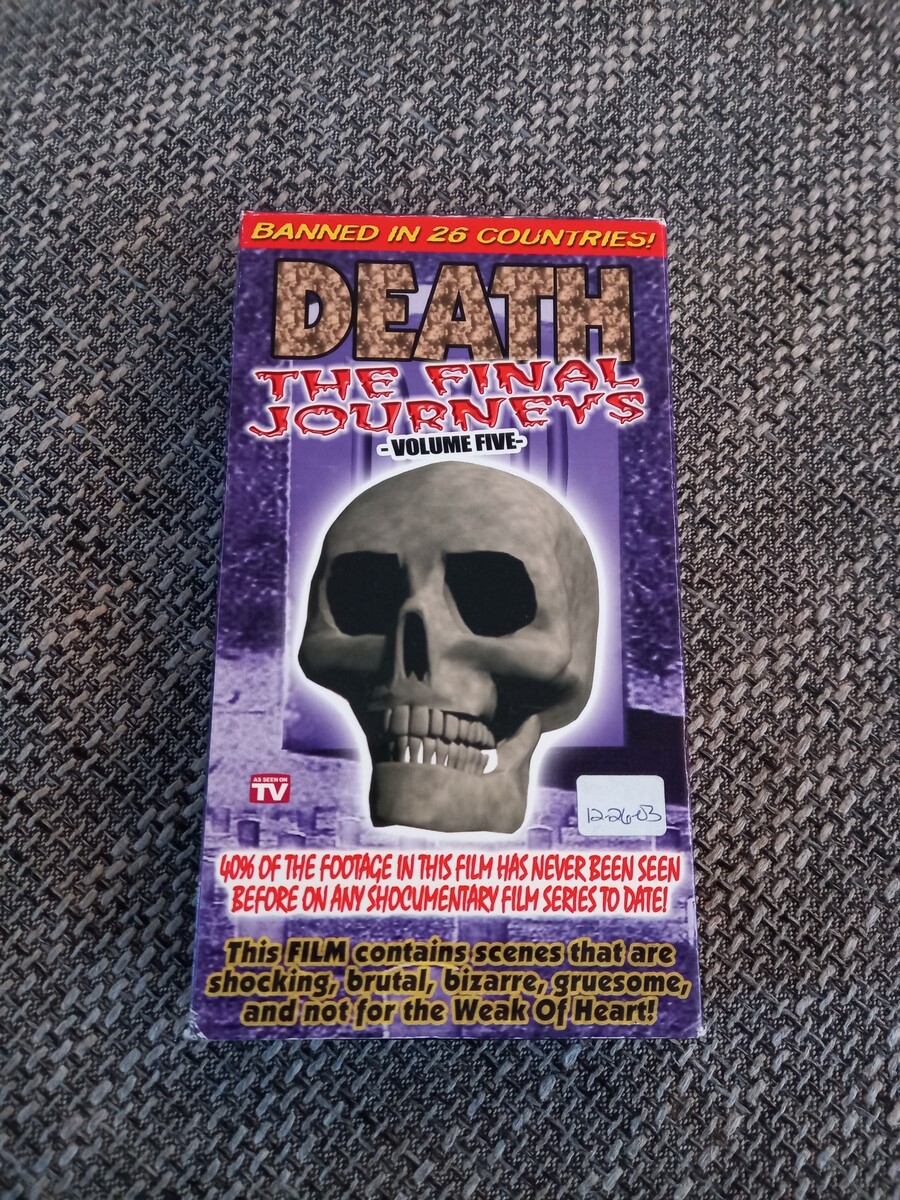 BANNED IN 26 COUNTRIES!
DEATH
THE FINAL
JOURNEYS
-VOLUME FIVE-
AS SEEN ON
TV
12-26-03
40% OF THE FOOTAGE IN THIS FILM HAS NEVER BEEN SEEN
BEFORE ON ANY SHOCUMENTARY FILM SERIES TO DATE!
This FILM contains scenes that are
shocking, brutal, bizarre, gruesome,
and not for the Weak Of Heart!